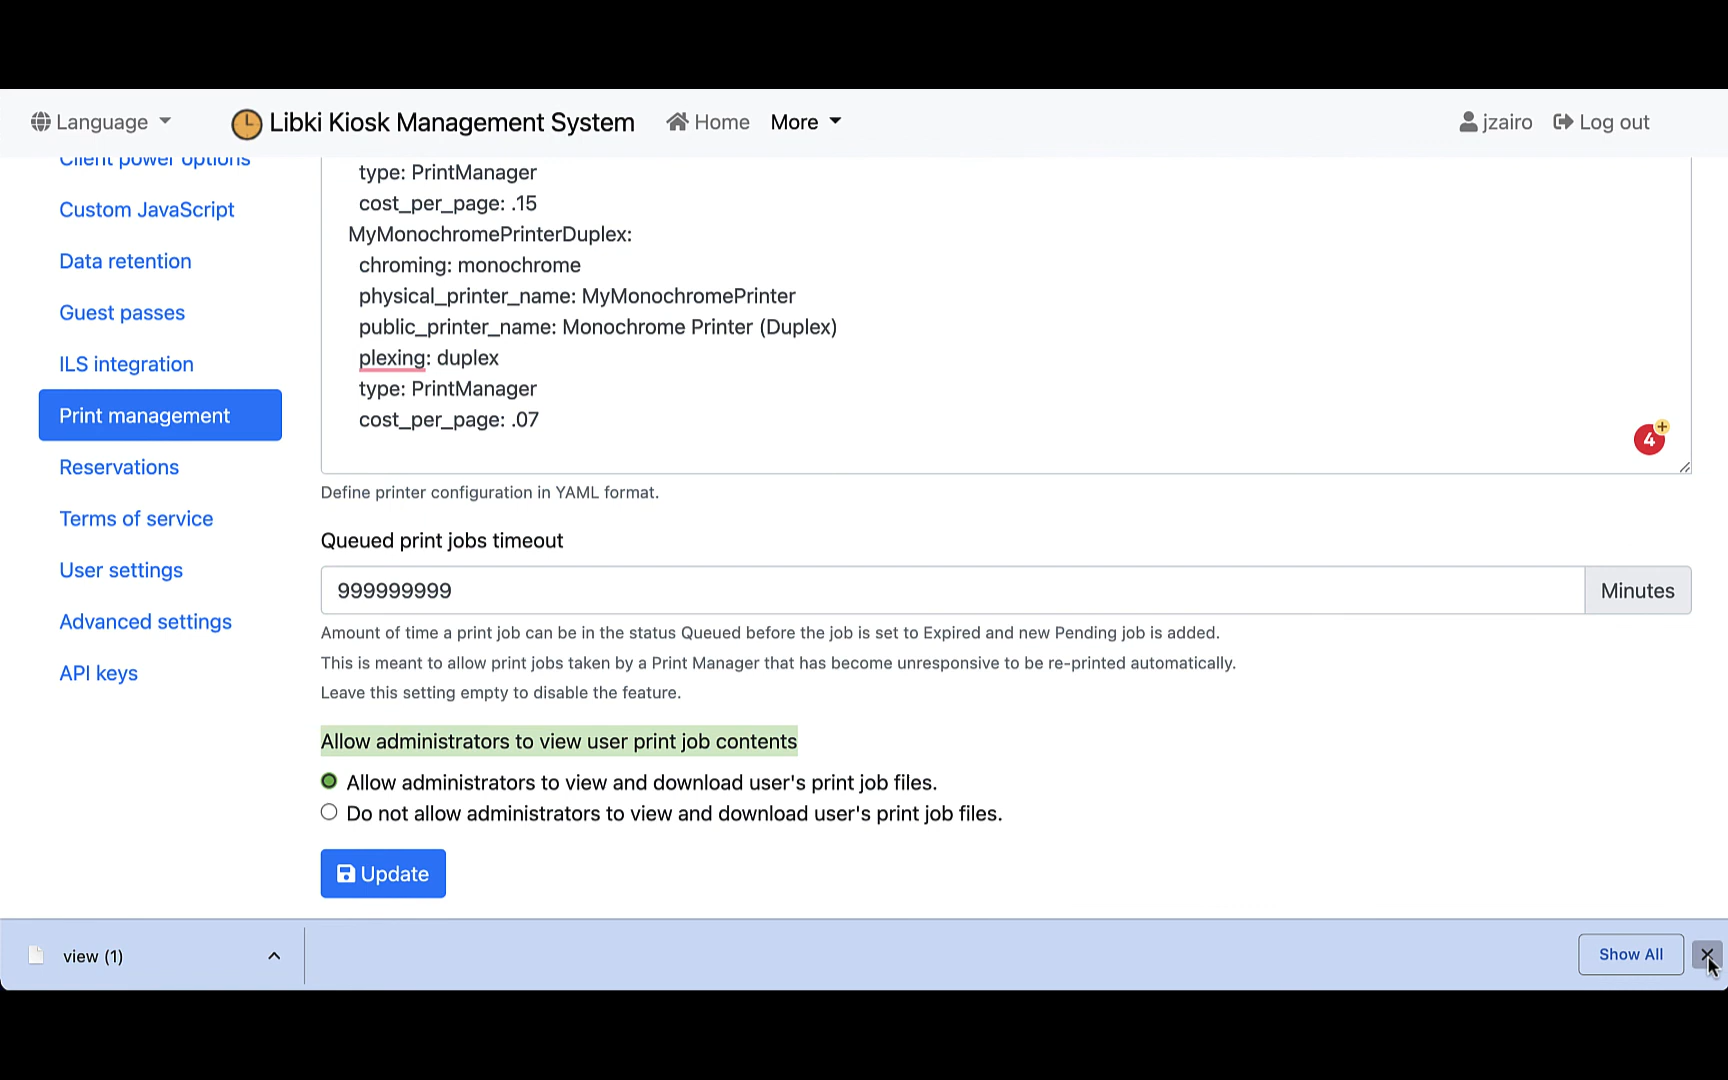 Language
Libki Kiosk Management System
Home
More
jzairo
Log out
Client power options
Custom JavaScript
Data retention
Guest passes
ILS integration
Print management
Reservations
Terms of service
User settings
Advanced settings
API keys
type: PrintManager
cost_per_page: .15
MyMonochromePrinterDuplex:
chroming: monochrome
physical_printer_name: MyMonochromePrinter
public_printer_name: Monochrome Printer (Duplex)
plexing: duplex
type: PrintManager
cost_per_page: .07
4
Define printer configuration in YAML format.
Queued print jobs timeout
999999999
Minutes
Amount of time a print job can be in the status Queued before the job is set to Expired and new Pending job is added.
This is meant to allow print jobs taken by a Print Manager that has become unresponsive to be re-printed automatically.
Leave this setting empty to disable the feature.
Allow administrators to view user print job contents
Allow administrators to view and download user's print job files.
Do not allow administrators to view and download user's print job files.
Update
view (1)
Show All